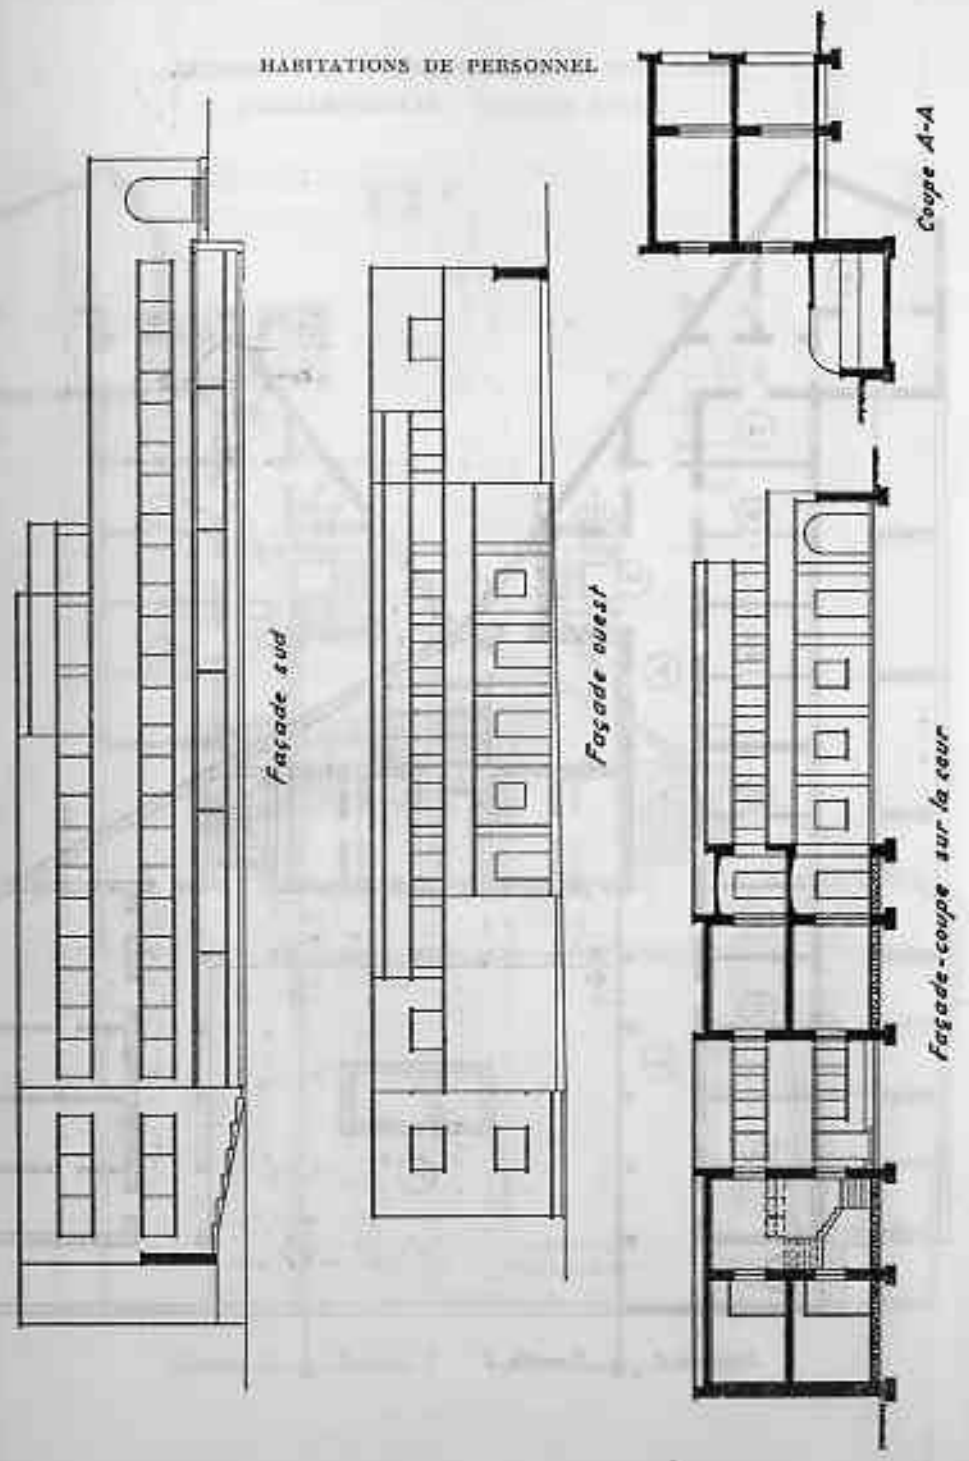 HABITATIONS DE PERSONNEL
Façade sud
Façade ouest
Coupe A-A
Façade-coupe sur la cour